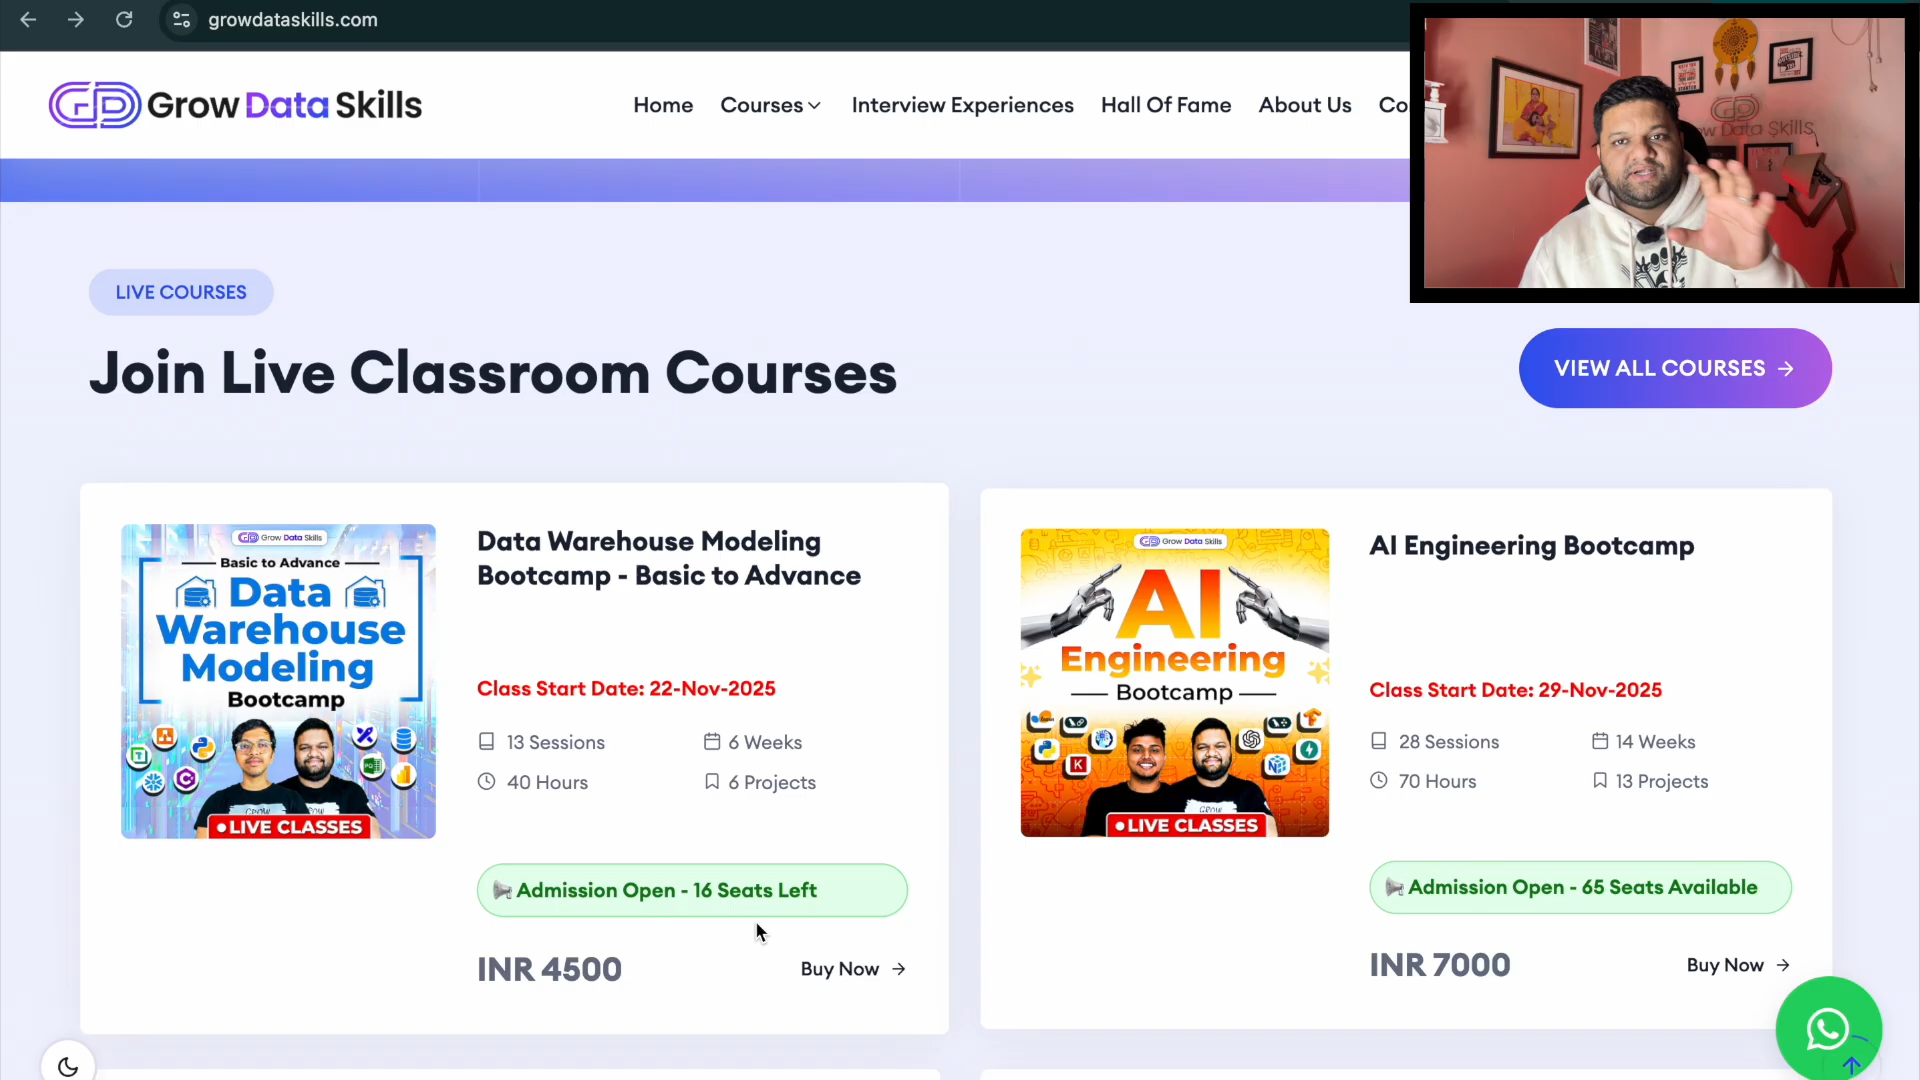 growdataskills.com
Grow Data Skills
Home
Courses
Interview Experiences
Hall Of Fame
About Us
Co
LIVE COURSES
Join Live Classroom Courses
VIEW ALL COURSES
Grow Data Skills
Basic to Advance
Data
Warehouse
Modeling
Bootcamp
GROW
GROW
LIVE CLASSES
Data Warehouse Modeling
Bootcamp - Basic to Advance
Class Start Date: 22-Nov-2025
13 Sessions
6 Weeks
40 Hours
6 Projects
Admission Open - 16 Seats Left
INR 4500
Buy Now
Grow Data Skills
AI
Engineering
Bootcamp
GROW
LIVE CLASSES
AI Engineering Bootcamp
Class Start Date: 29-Nov-2025
28 Sessions
14 Weeks
70 Hours
13 Projects
Admission Open - 65 Seats Available
INR 7000
Buy Now